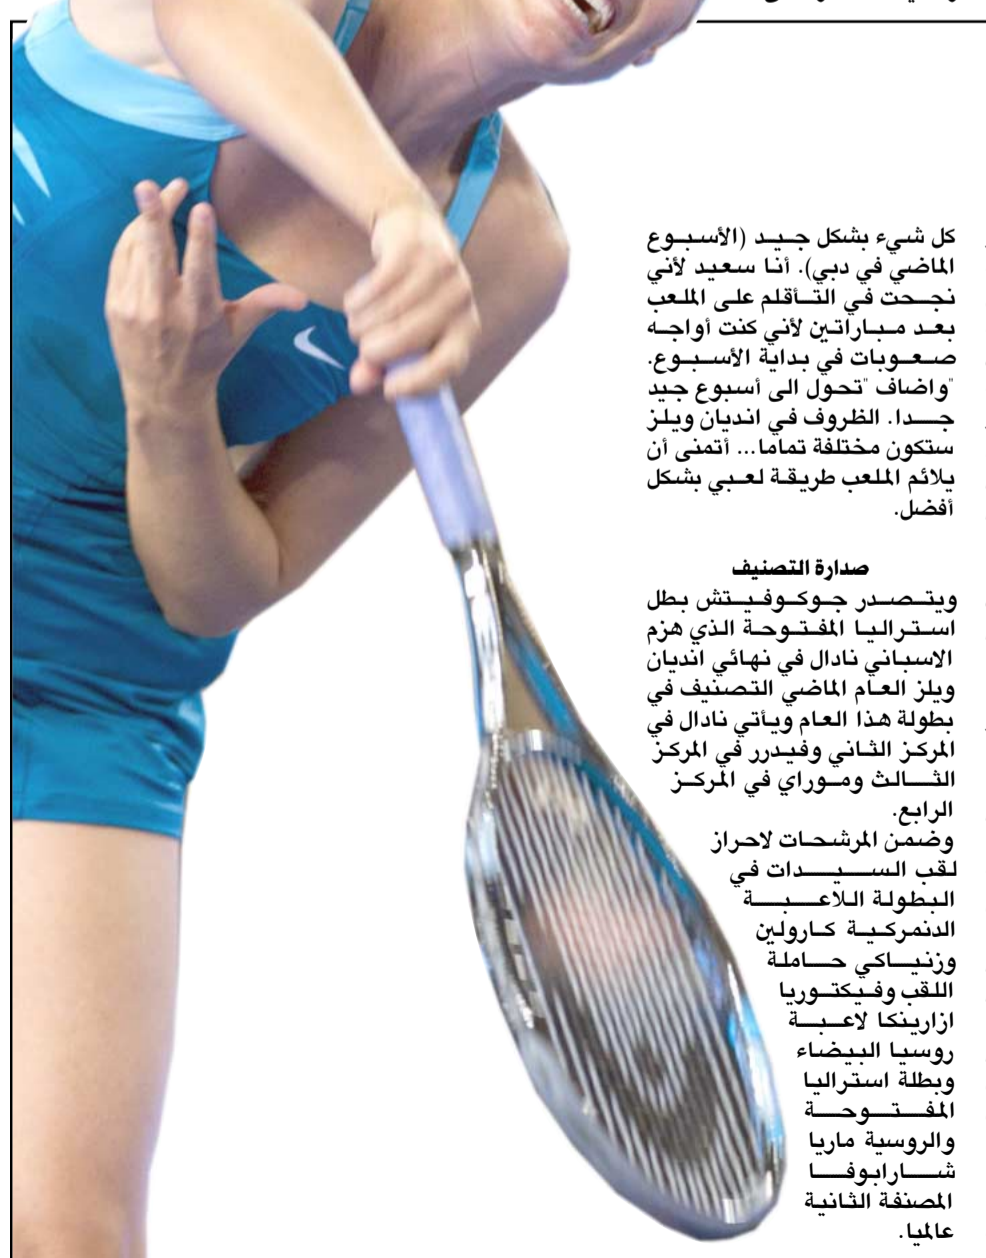 كل شيء بشكل جيد (الأسبوع
الماضي في دبي). أنا سعيد لأني
نجحت في التأقلم على الملعب
بعد مباراتين لأني كنت أواجه
صعوبات في بداية الأسبوع.
"واضاف "تحول الى أسبوع جيد
جدا. الظروف في انديان ويلز
ستكون مختلفة تماما... أتمنى أن
يلائم الملعب طريقة لعبي بشكل
أفضل.
صدارة التصنيف
ويتصدر جوكوفيتش بطل
استراليا المفتوحة الذي هزم
الاسباني نادال في نهائي انديان
ويلز العام الماضي التصنيف في
بطولة هذا العام ويأتي نادال في
المركز الثاني وفيدرر في المركز
الثالث وموراي في المركز
الرابع.
وضمن المرشحات لاحراز
لقب السيدات في
البطولة اللاعبة
الدنمركية كارولين
وزنياكي حاملة
اللقب وفيكتوريا
ازارينكا لاعبة
روسيا البيضاء
وبطلة استراليا
المفتوحة
والروسية ماريا
شارابوفا
المصنفة الثانية
عالميا.